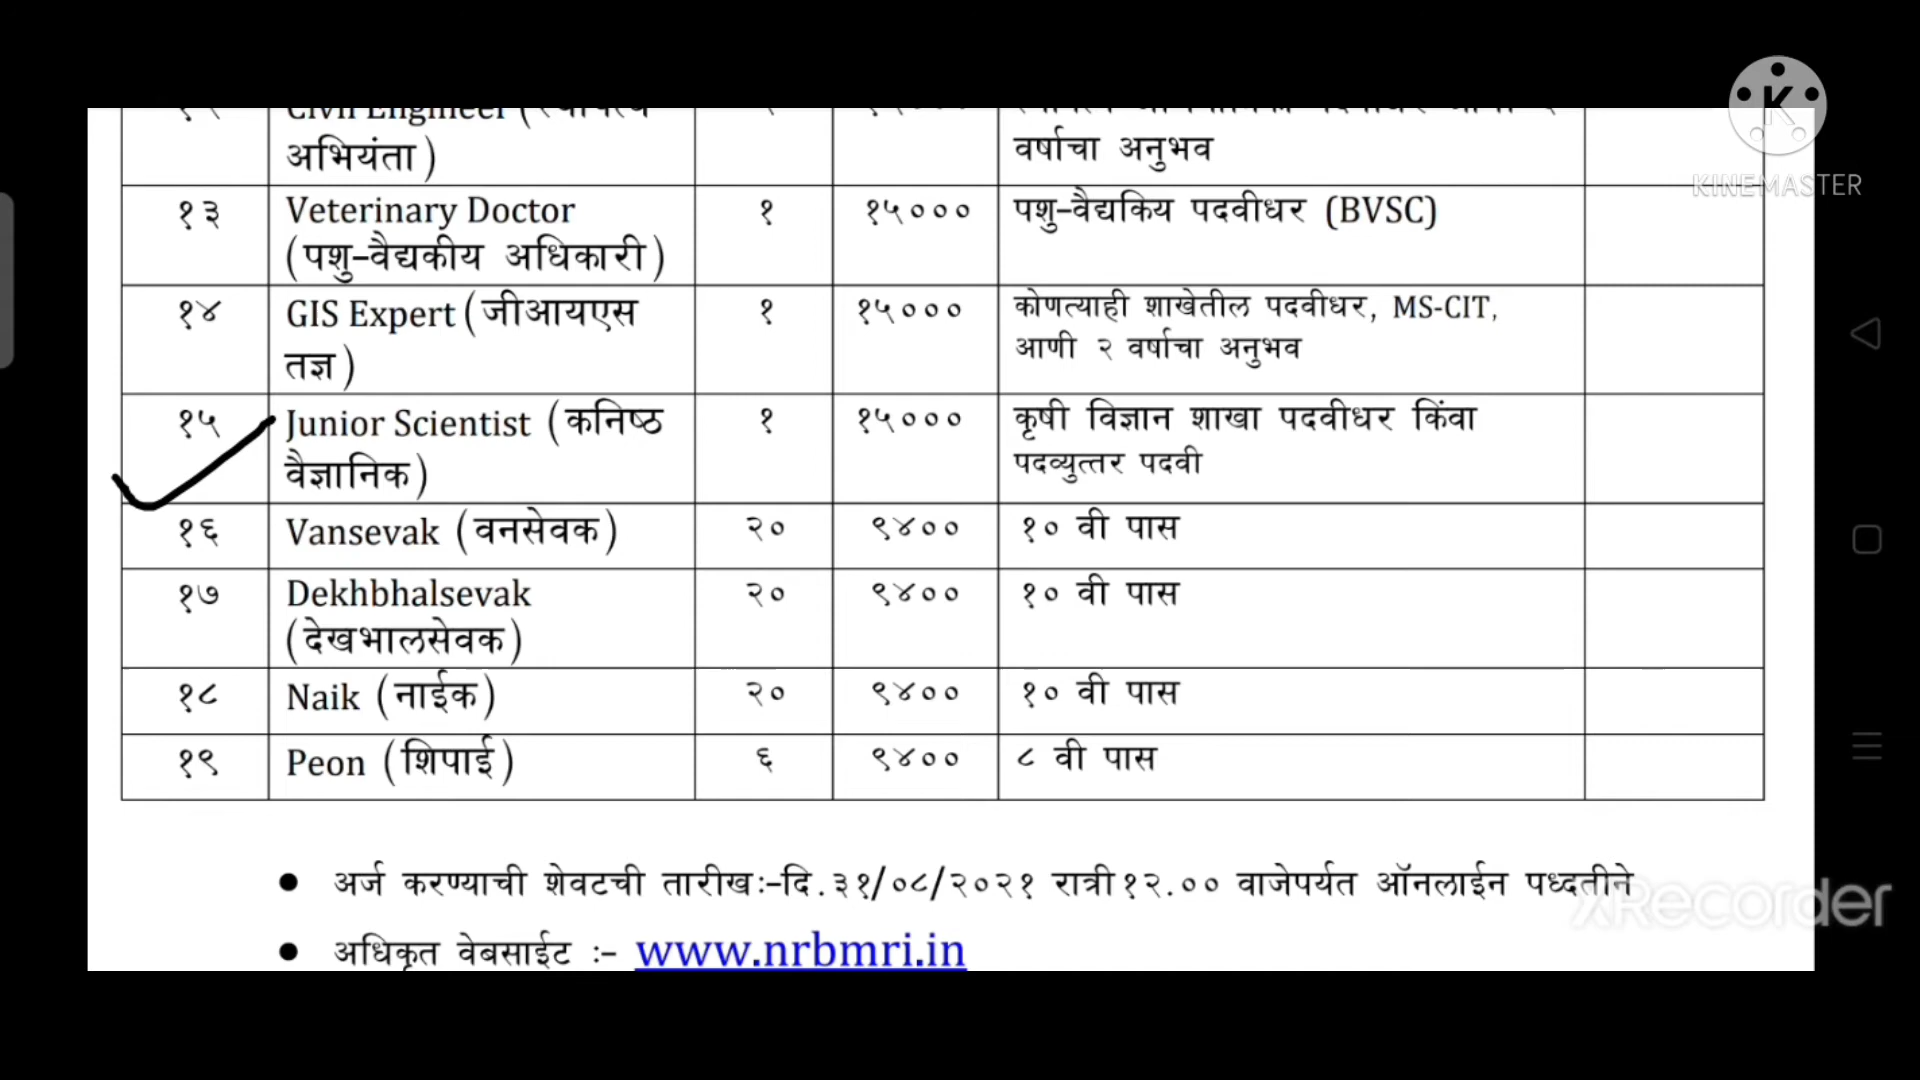 Civil Engineer (स्थापत्य
अभियंता)
वर्षाचा अनुभव
१३ Veterinary Doctor १ १५००० पशु-वैद्यकिय पदवीधर (BVSC)
(पशु-वैद्यकीय अधिकारी)
१४ GIS Expert (जीआयएस १ १५००० कोणत्याही शाखेतील पदवीधर, MS-CIT,
तज्ञ) आणी २ वर्षाचा अनुभव
१५ Junior Scientist (कनिष्ठ १ १५००० कृषी विज्ञान शाखा पदवीधर किंवा
वैज्ञानिक) पदव्युत्तर पदवी
१६ Vansevak (वनसेवक) २० ९४०० १० वी पास
१७ Dekhbhalsevak २० ९४०० १० वी पास
(देखभालसेवक)
१८ Naik (नाईक) २० ९४०० १० वी पास
१९ Peon (शिपाई) ६ ९४०० ८ वी पास
● अर्ज करण्याची शेवटची तारीखः-दि.३१/०८/२०२१ रात्री१२.०० वाजेपर्यत ऑनलाईन पध्दतीने
● अधिकृत वेबसाईट :- www.nrbmri.in
K
KINEMASTER
XRecorder